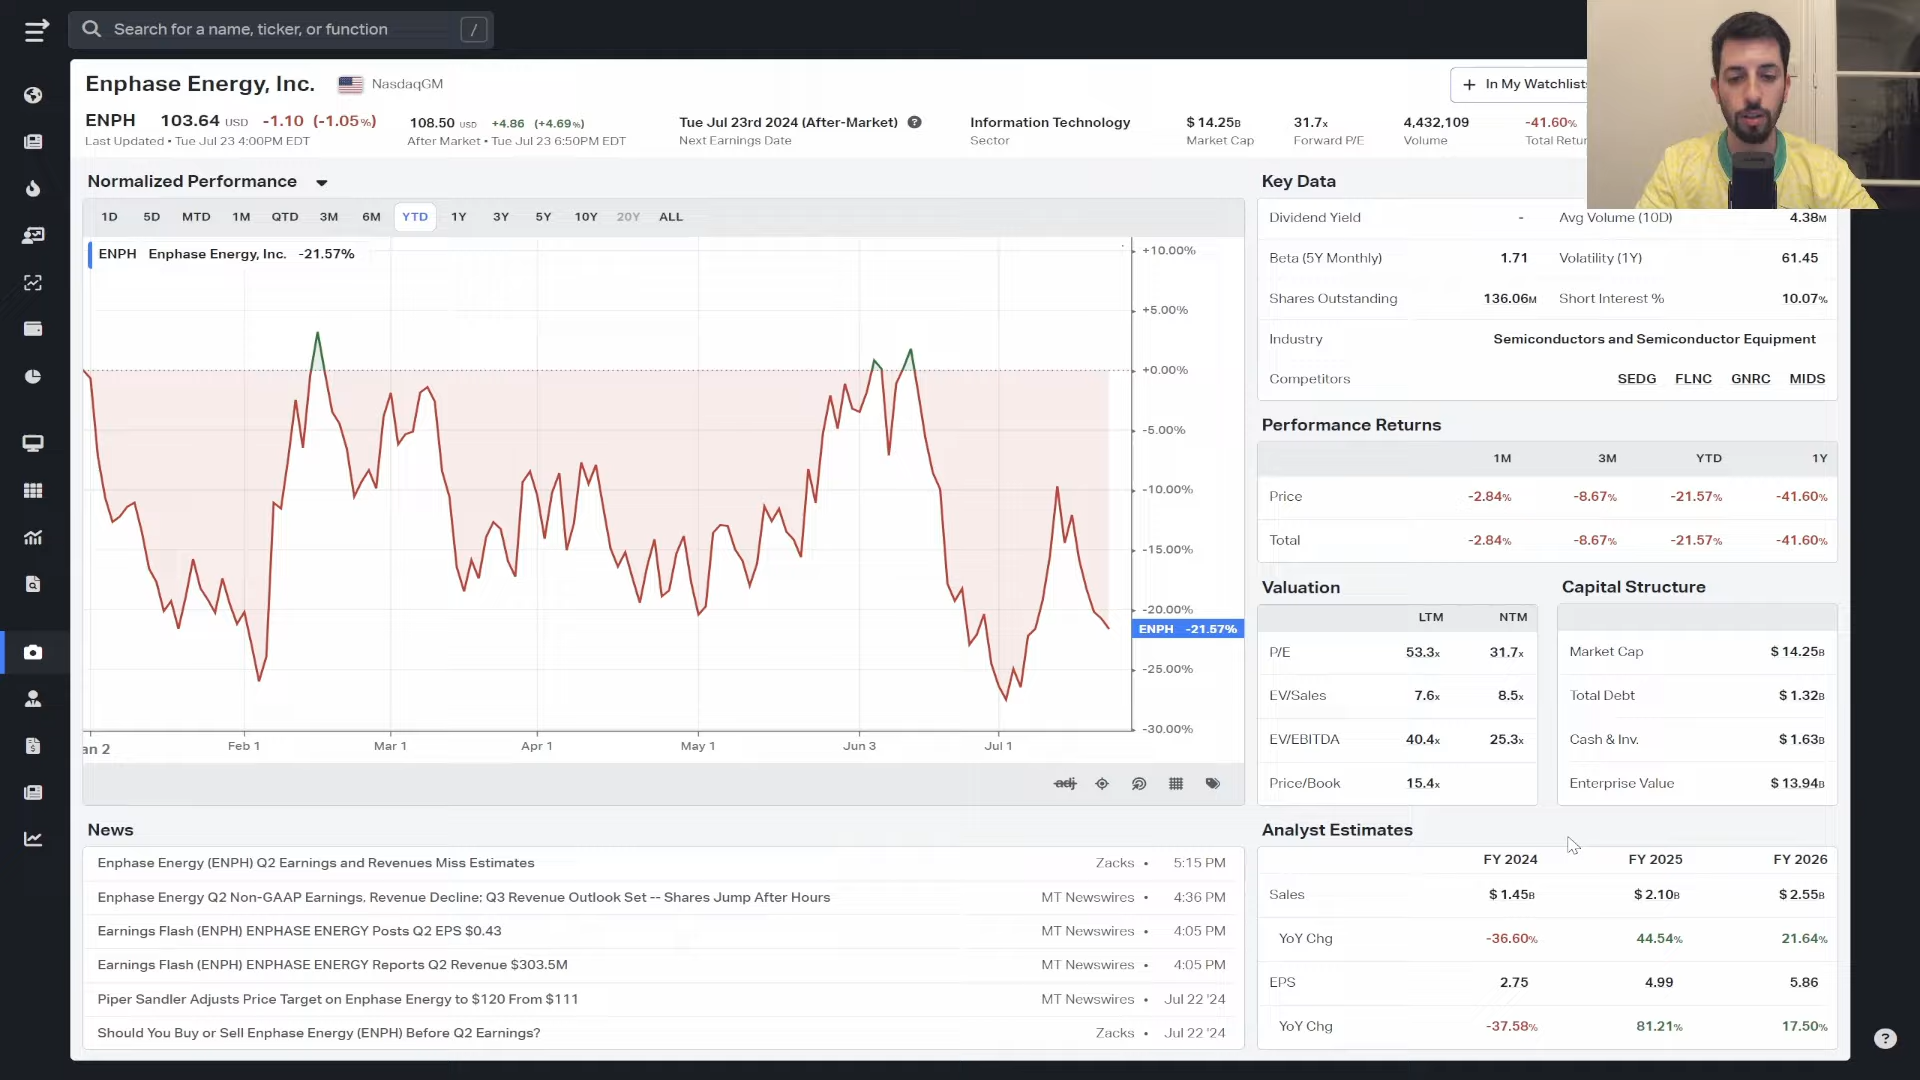 Search for a name, ticker, or function /
Enphase Energy, Inc. NasdaqGM
+ In My Watchlist
ENPH 103.64 USD -1.10 (-1.05%) 108.50 USD +4.86 (+4.69%) Tue Jul 23rd 2024 (After-Market) ? Information Technology $ 14.25B 31.7x 4,432,109 -41.60%
Last Updated • Tue Jul 23 4:00PM EDT After Market • Tue Jul 23 6:50PM EDT Next Earnings Date Sector Market Cap Forward P/E Volume Total Retur
Normalized Performance
1D 5D MTD 1M QTD 3M 6M YTD 1Y 3Y 5Y 10Y 20Y ALL
ENPH Enphase Energy, Inc. -21.57%
+10.00%
+5.00%
+0.00%
-5.00%
-10.00%
-15.00%
-20.00%
ENPH -21.57%
-25.00%
-30.00%
an 2 Feb 1 Mar 1 Apr 1 May 1 Jun 3 Jul 1
adj
News
Enphase Energy (ENPH) Q2 Earnings and Revenues Miss Estimates Zacks • 5:15 PM
Enphase Energy Q2 Non-GAAP Earnings, Revenue Decline; Q3 Revenue Outlook Set -- Shares Jump After Hours MT Newswires • 4:36 PM
Earnings Flash (ENPH) ENPHASE ENERGY Posts Q2 EPS $0.43 MT Newswires • 4:05 PM
Earnings Flash (ENPH) ENPHASE ENERGY Reports Q2 Revenue $303.5M MT Newswires • 4:05 PM
Piper Sandler Adjusts Price Target on Enphase Energy to $120 From $111 MT Newswires • Jul 22 '24
Should You Buy or Sell Enphase Energy (ENPH) Before Q2 Earnings? Zacks • Jul 22 '24
Key Data
Dividend Yield - Avg Volume (10D) 4.38M
Beta (5Y Monthly) 1.71 Volatility (1Y) 61.45
Shares Outstanding 136.06M Short Interest % 10.07%
Industry Semiconductors and Semiconductor Equipment
Competitors SEDG FLNC GNRC MIDS
Performance Returns
1M 3M YTD 1Y
Price -2.84% -8.67% -21.57% -41.60%
Total -2.84% -8.67% -21.57% -41.60%
Valuation
LTM NTM
P/E 53.3x 31.7x
EV/Sales 7.6x 8.5x
EV/EBITDA 40.4x 25.3x
Price/Book 15.4x
Capital Structure
Market Cap $ 14.25B
Total Debt $ 1.32B
Cash & Inv. $ 1.63B
Enterprise Value $ 13.94B
Analyst Estimates
FY 2024 FY 2025 FY 2026
Sales $ 1.45B $ 2.10B $ 2.55B
YoY Chg -36.60% 44.54% 21.64%
EPS 2.75 4.99 5.86
YoY Chg -37.58% 81.21% 17.50%
?